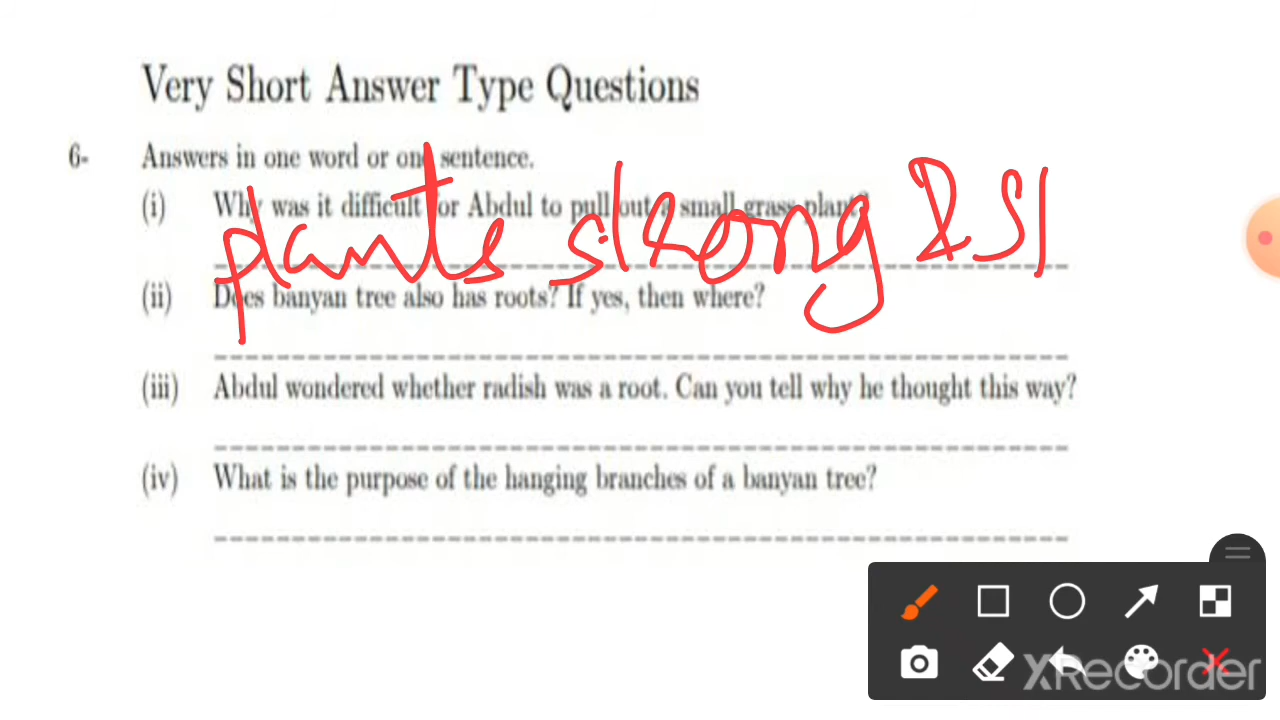 Very Short Answer Type Questions
6- Answers in one word or one sentence.
(i) Why was it difficult for Abdul to pull out a small grass plant?
plants strong
(ii) Does banyan tree also has roots? If yes, then where?
(iii) Abdul wondered whether radish was a root. Can you tell why he thought this way?
(iv) What is the purpose of the hanging branches of a banyan tree?
XRecorder